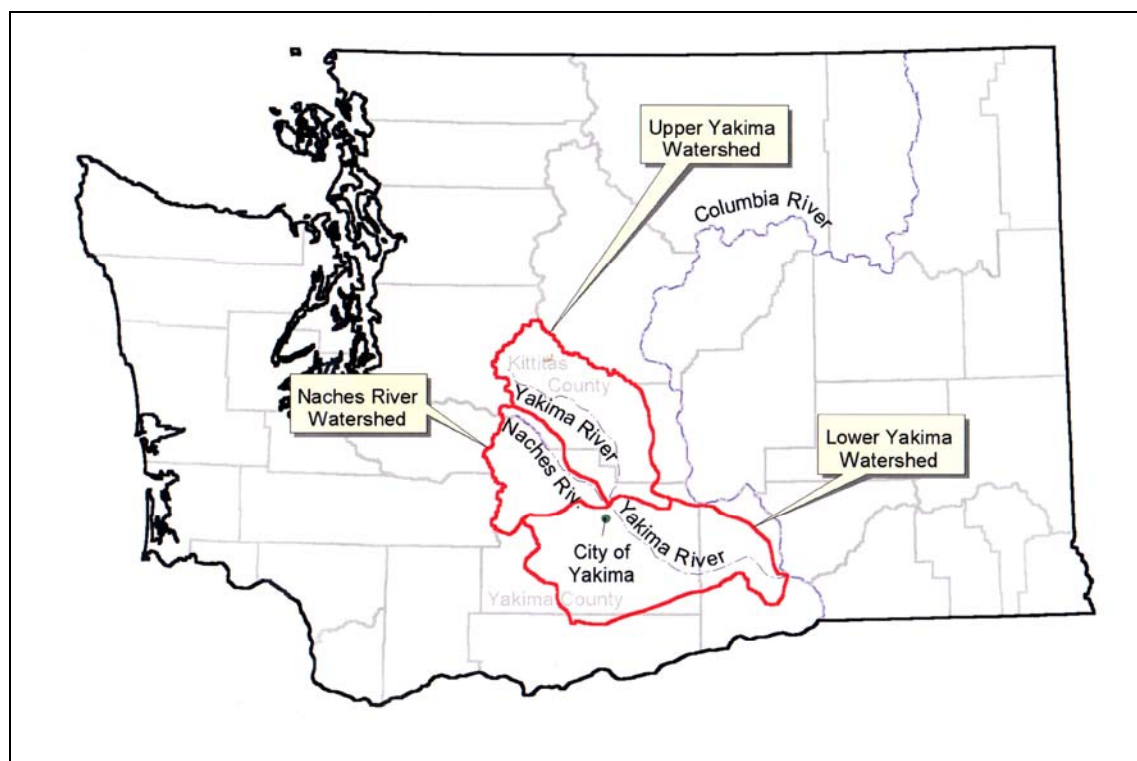 Upper Yakima
Watershed
Columbia River
Kittitas
County
Naches River
Watershed
Yakima River
Naches Riv.
Lower Yakima
Watershed
Yakima River
City of
Yakima
Yakima County